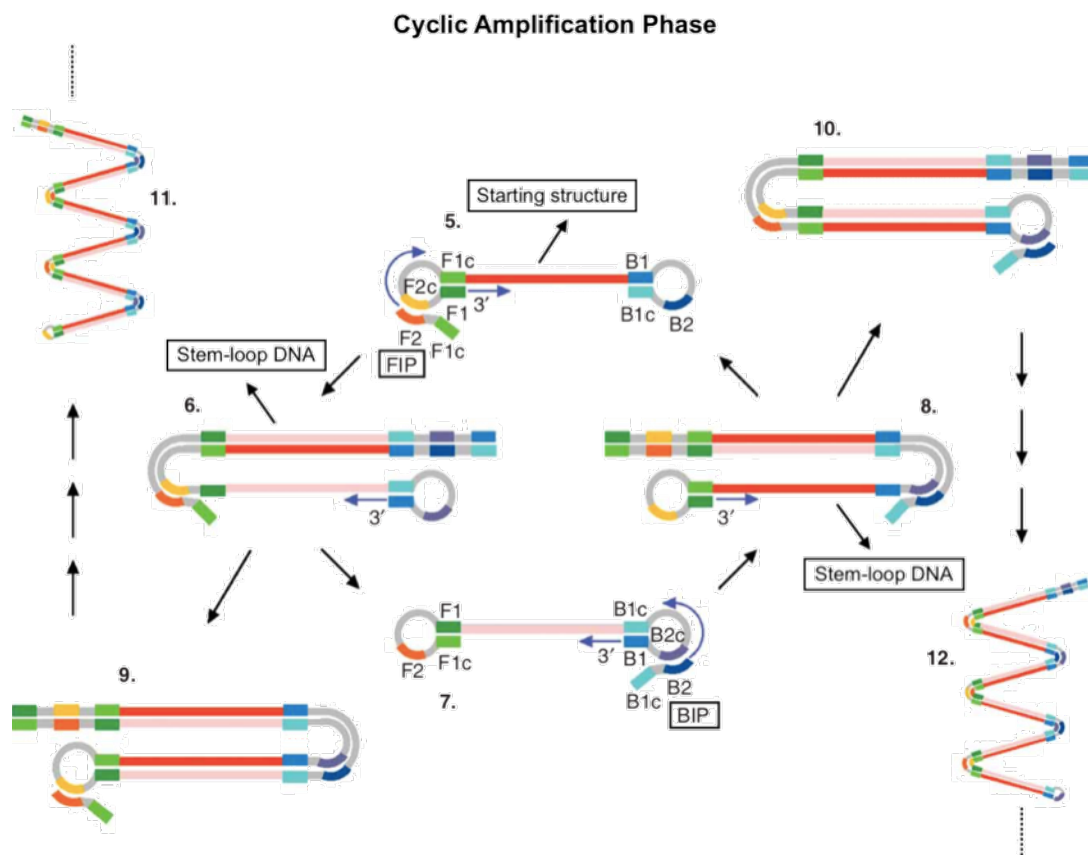 Cyclic Amplification Phase
10.
11.
Starting structure
5.
F1c
B1
F2c
3′
F1
B1c
B2
F2
F1c
FIP
Stem-loop DNA
6.
8.
3′
3′
Stem-loop DNA
F1
B1c
B2c
3′
F2
F1c
B1
12.
9.
7.
B1c
B2
BIP